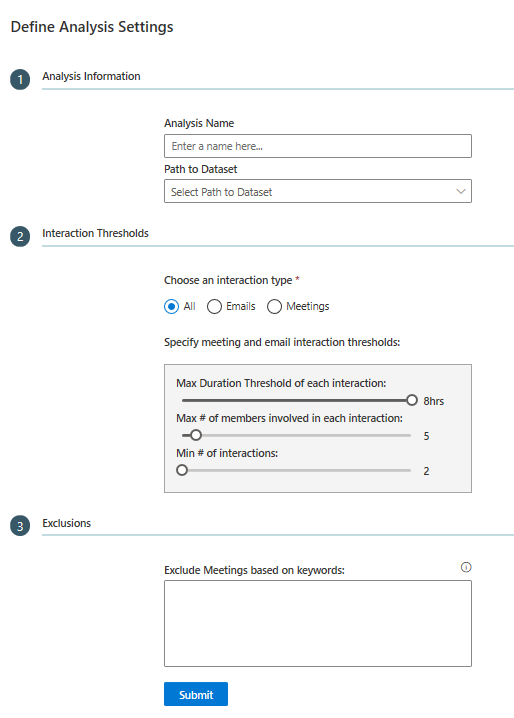 Define Analysis Settings
1 Analysis Information
Analysis Name
Enter a name here...
Path to Dataset
Select Path to Dataset
2 Interaction Thresholds
Choose an interaction type *
All Emails Meetings
Specify meeting and email interaction thresholds:
Max Duration Threshold of each interaction:
8hrs
Max # of members involved in each interaction:
5
Min # of interactions:
2
3 Exclusions
Exclude Meetings based on keywords:
Submit